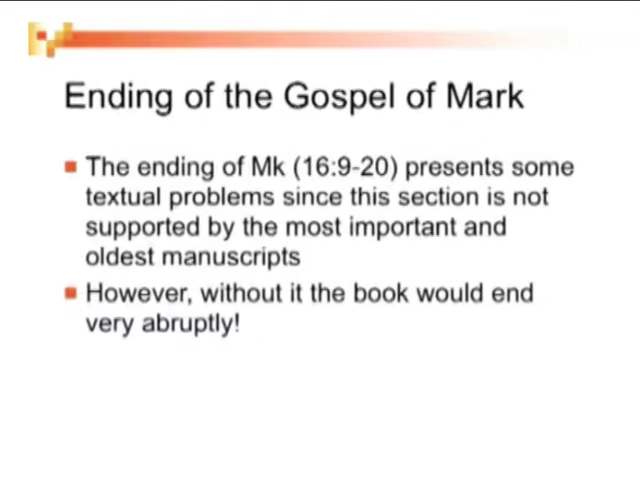 Ending of the Gospel of Mark
The ending of Mk (16:9-20) presents some
textual problems since this section is not
supported by the most important and
oldest manuscripts
However, without it the book would end
very abruptly!